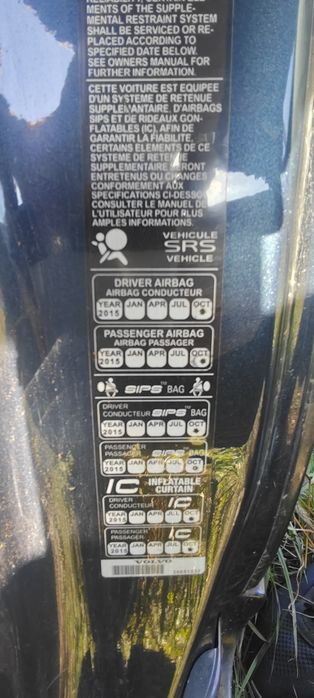 MENTS OF THE SUPPLE-
MENTAL RESTRAINT SYSTEM
SHALL BE SERVICED OR RE-
PLACED ACCORDING TO
SPECIFIED DATE BELOW.
SEE OWNERS MANUAL FOR
FURTHER INFORMATION.
CETTE VOITURE EST EQUIPEE
D'UN SYSTEME DE RETENUE
SUPPLEMENTAIRE. D'AIRBAGS
SIPS ET DE RIDEAUX GON-
FLATABLES (IC). AFIN DE
GARANTIR LA FIABILITE,
CERTAINS ELEMENTS DE CE
SYSTEME DE RETENUE
SUPPLEMENTAIRE SERONT
ENTRETENUS OU CHANGES
CONFORMEMENT AUX
SPECIFICATIONS CI-DESSOUS
CONSULTER LE MANUEL DE
L'UTILISATEUR POUR PLUS
AMPLES INFORMATIONS.
VEHICULE
SRS
VEHICLE
DRIVER AIRBAG
AIRBAG CONDUCTEUR
YEAR 2015 JAN APR JUL OCT
PASSENGER AIRBAG
AIRBAG PASSAGER
YEAR 2015 JAN APR JUL OCT
SIPS™ BAG
DRIVER
CONDUCTEUR SIPS™ BAG
YEAR 2015 JAN APR JUL OCT
PASSENGER
PASSAGER SIPS BAG
YEAR 2015 JAN APR JUL OCT
IC INFLATABLE CURTAIN
DRIVER
CONDUCTEUR IC
YEAR 2015 JAN APR JUL OCT
PASSENGER
PASSAGER IC
YEAR 2015 JAN APR JUL OCT
VOLVO